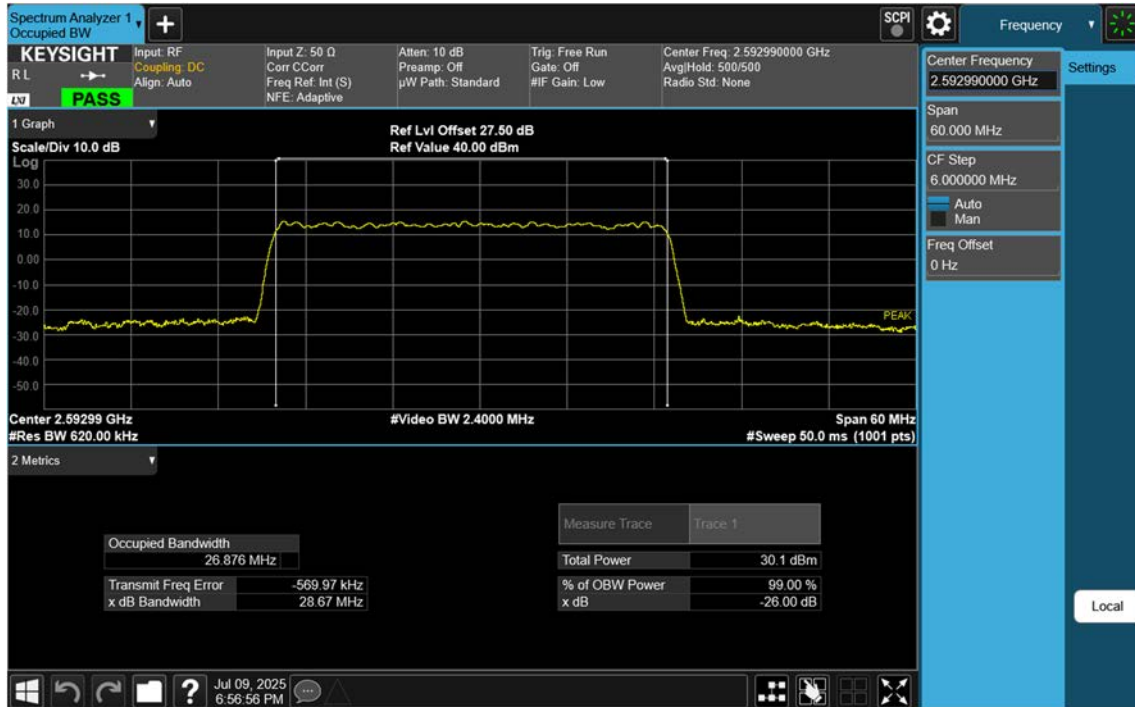 Spectrum Analyzer 1
Occupied BW
+
SCPI
Frequency
KEYSIGHT
R L
LXI
PASS
Input: RF
Coupling: DC
Align: Auto
Input Z: 50 Ω
Corr CCorr
Freq Ref: Int (S)
NFE: Adaptive
Atten: 10 dB
Preamp: Off
µW Path: Standard
Trig: Free Run
Gate: Off
#IF Gain: Low
Center Freq: 2.592990000 GHz
Avg|Hold: 500/500
Radio Std: None
Center Frequency
2.592990000 GHz
Settings
Span
60.000 MHz
CF Step
6.000000 MHz
Auto
Man
Freq Offset
0 Hz
Local
1 Graph
Scale/Div 10.0 dB
Ref Lvl Offset 27.50 dB
Ref Value 40.00 dBm
Log
30.0
20.0
10.0
0.00
-10.0
-20.0
-30.0
-40.0
-50.0
PEAK
Center 2.59299 GHz
#Res BW 620.00 kHz
#Video BW 2.4000 MHz
Span 60 MHz
#Sweep 50.0 ms (1001 pts)
2 Metrics
Measure Trace Trace 1
Occupied Bandwidth
26.876 MHz
Total Power 30.1 dBm
Transmit Freq Error -569.97 kHz
% of OBW Power 99.00 %
x dB Bandwidth 28.67 MHz
x dB -26.00 dB
?
Jul 09, 2025
6:56:56 PM